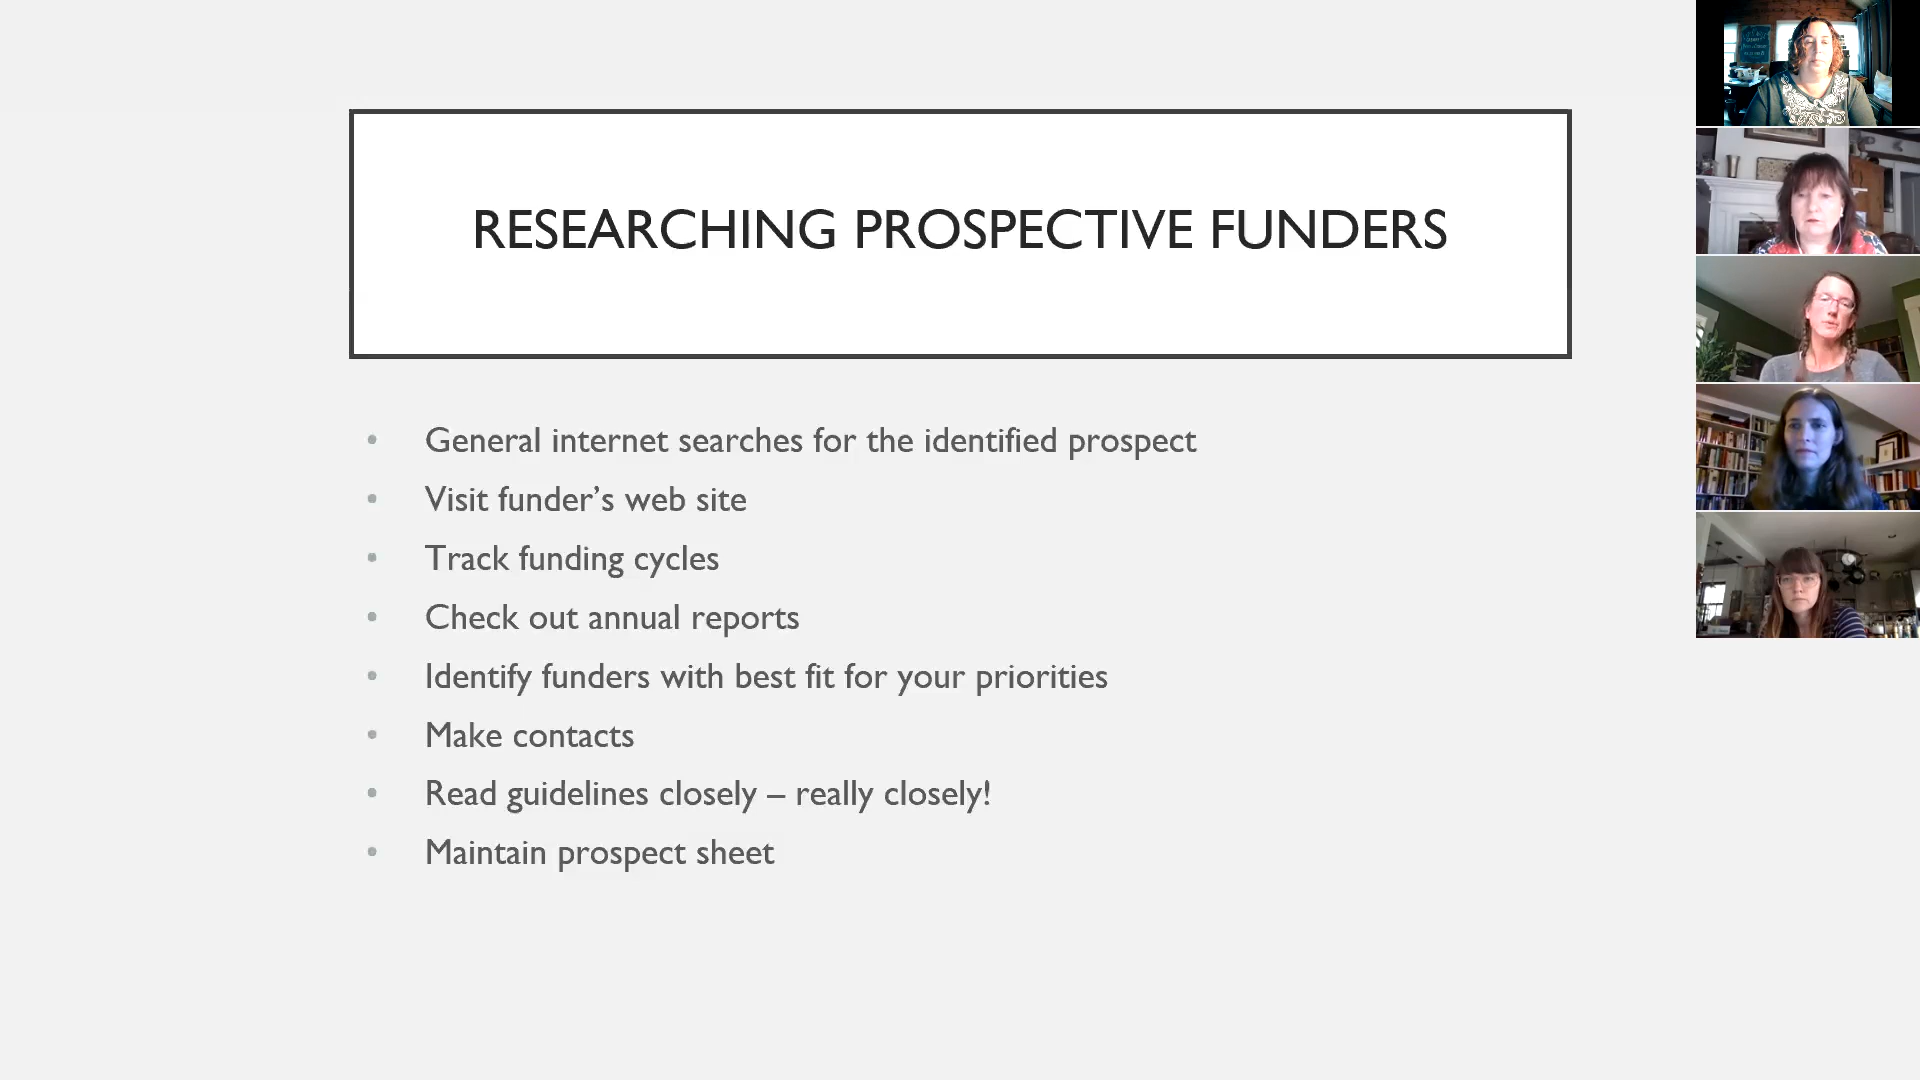 RESEARCHING PROSPECTIVE FUNDERS
• General internet searches for the identified prospect
• Visit funder’s web site
• Track funding cycles
• Check out annual reports
• Identify funders with best fit for your priorities
• Make contacts
• Read guidelines closely – really closely!
• Maintain prospect sheet